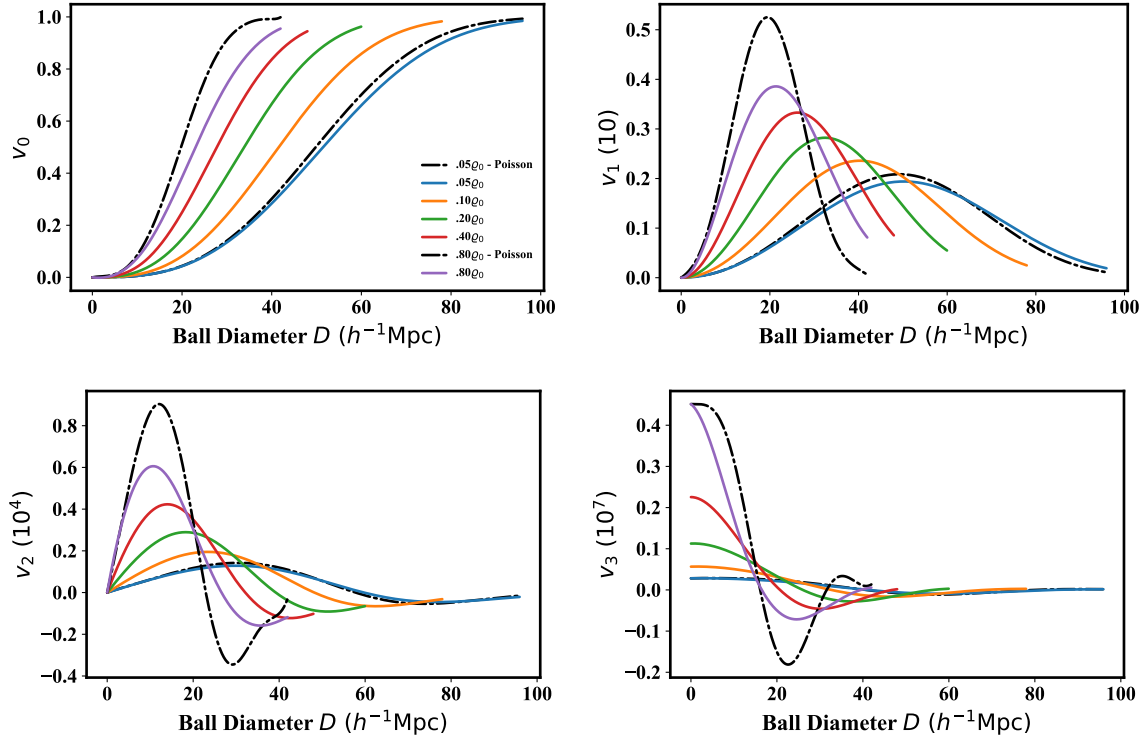 1.0
0.8
0.6
0.4
0.2
0.0
v₀
0 20 40 60 80 100
Ball Diameter D (h⁻¹Mpc)
.05ϱ₀ - Poisson
.05ϱ₀
.10ϱ₀
.20ϱ₀
.40ϱ₀
.80ϱ₀ - Poisson
.80ϱ₀
0.5
0.4
0.3
0.2
0.1
0.0
v₁ (10)
0 20 40 60 80 100
Ball Diameter D (h⁻¹Mpc)
0.8
0.6
0.4
0.2
0.0
−0.2
−0.4
v₂ (10⁴)
0 20 40 60 80 100
Ball Diameter D (h⁻¹Mpc)
0.4
0.3
0.2
0.1
0.0
−0.1
−0.2
v₃ (10⁷)
0 20 40 60 80 100
Ball Diameter D (h⁻¹Mpc)